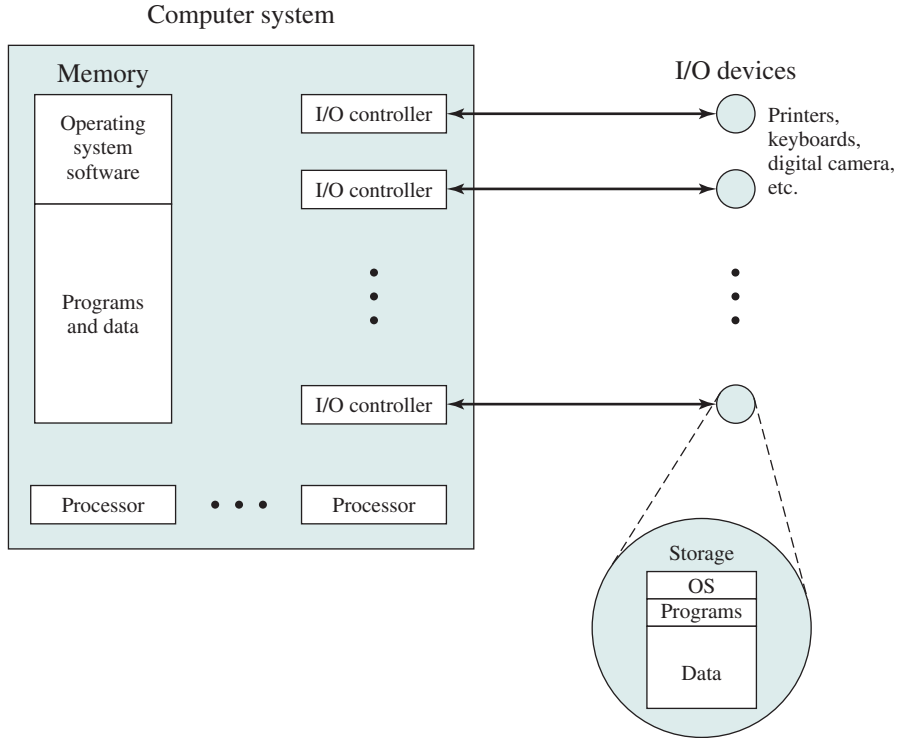 Computer system
Memory
Operating
system
software
Programs
and data
I/O controller
I/O controller
I/O controller
Processor
Processor
I/O devices
Printers,
keyboards,
digital camera,
etc.
Storage
OS
Programs
Data